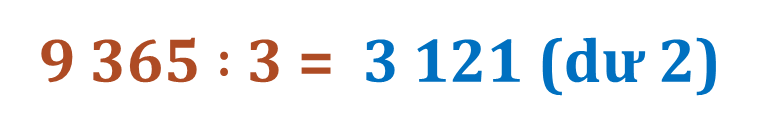 9 365 : 3 = 3 121 (dư 2)